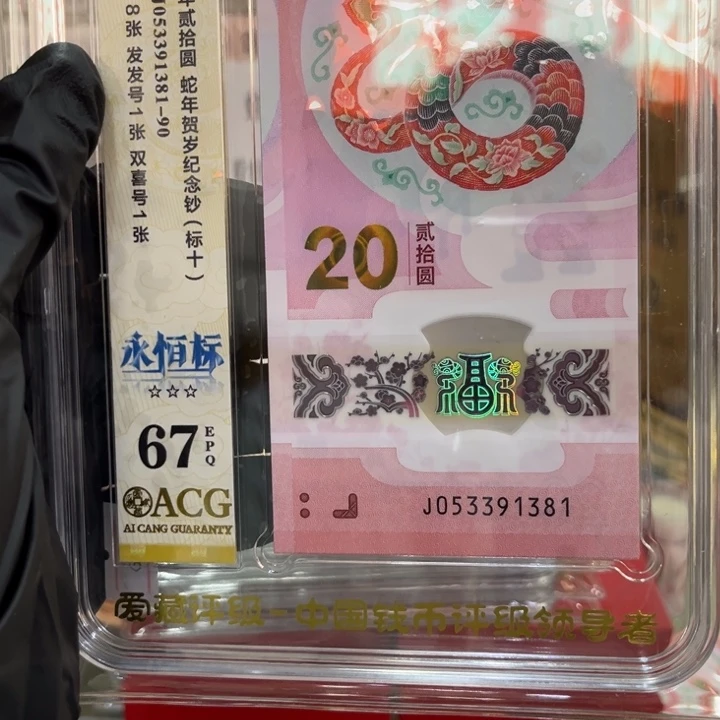 年贰拾圆 蛇年贺岁纪念钞(标十)
J053391381-90
8张 发发号1张 双喜号1张
永恒标
☆☆☆
67 EPQ
ACG
AI CANG GUARANTY
20 贰拾圆
福
J053391381
爱藏评级-中国钱币评级领导者